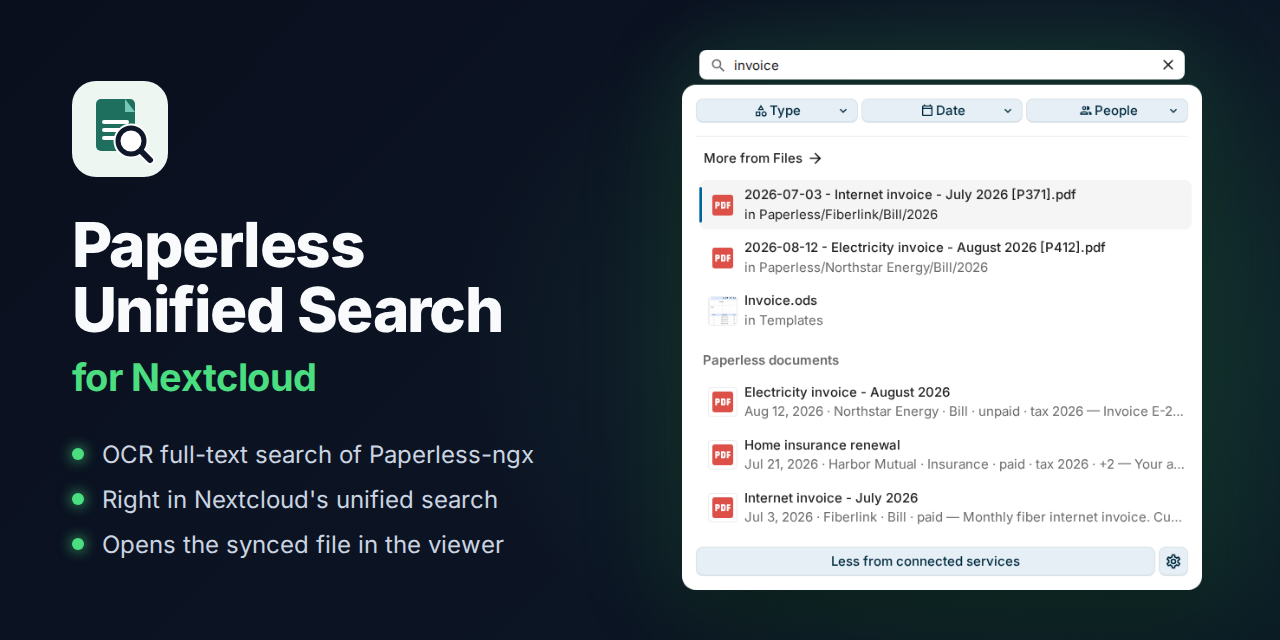 Paperless
Unified Search
for Nextcloud
OCR full-text search of Paperless-ngx
Right in Nextcloud's unified search
Opens the synced file in the viewer
invoice
Type
Date
People
More from Files
PDF
2026-07-03 - Internet invoice - July 2026 [P371].pdf
in Paperless/Fiberlink/Bill/2026
PDF
2026-08-12 - Electricity invoice - August 2026 [P412].pdf
in Paperless/Northstar Energy/Bill/2026
Invoice.ods
in Templates
Paperless documents
PDF
Electricity invoice - August 2026
Aug 12, 2026 · Northstar Energy · Bill · unpaid · tax 2026 — Invoice E-2…
PDF
Home insurance renewal
Jul 21, 2026 · Harbor Mutual · Insurance · paid · tax 2026 · +2 — Your a…
PDF
Internet invoice - July 2026
Jul 3, 2026 · Fiberlink · Bill · paid — Monthly fiber internet invoice. Cu…
Less from connected services